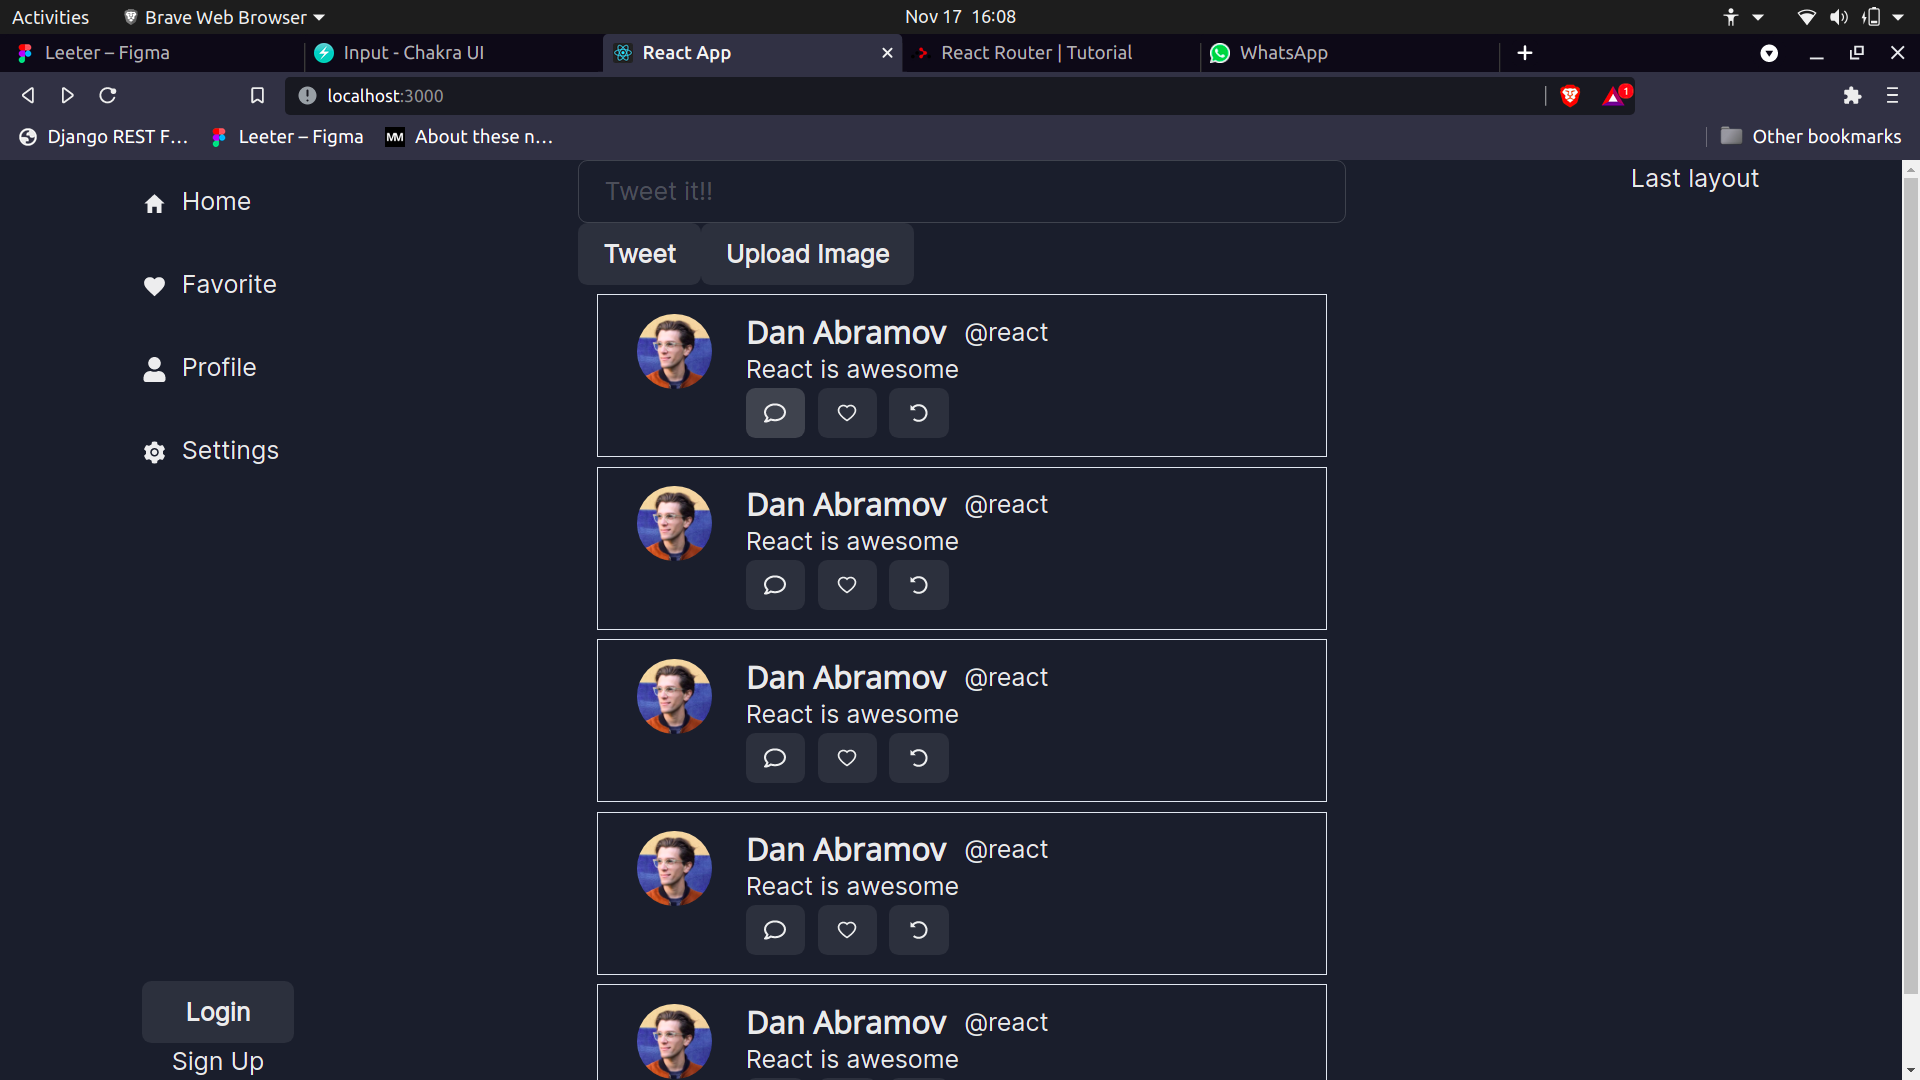 Activities
Brave Web Browser
Nov 17 16:08
Leeter – Figma
Input - Chakra UI
React App
React Router | Tutorial
WhatsApp
localhost:3000
1
Django REST F...
Leeter – Figma
MM
About these n...
Other bookmarks
Home
Favorite
Profile
Settings
Login
Sign Up
Tweet it!!
Tweet
Upload Image
Dan Abramov @react
React is awesome
Dan Abramov @react
React is awesome
Dan Abramov @react
React is awesome
Dan Abramov @react
React is awesome
Dan Abramov @react
React is awesome
Last layout